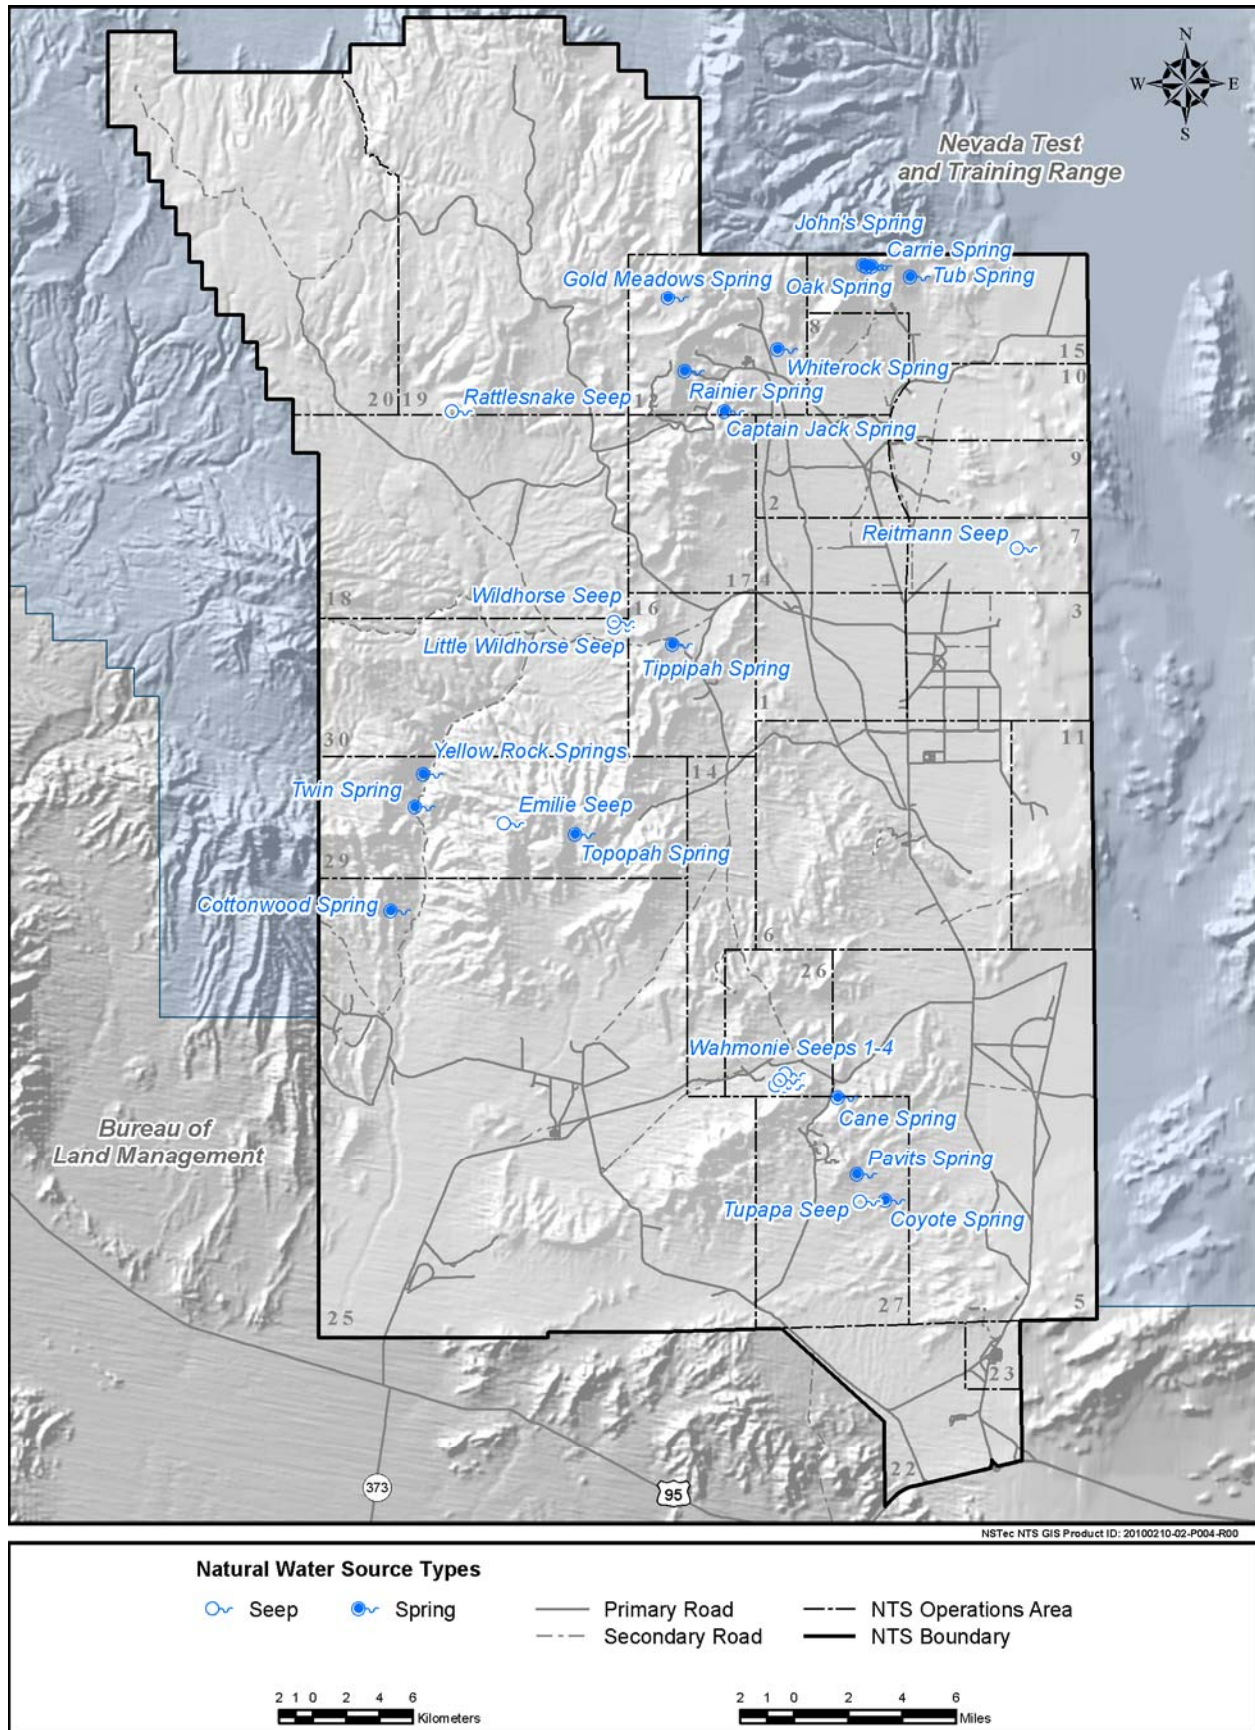 N
W E
S
Nevada Test
and Training Range
John's Spring
Carrie Spring
Gold Meadows Spring
Oak Spring
Tub Spring
8
15
Whiterock Spring
10
Rattlesnake Seep
Rainier Spring
20 19
12
Captain Jack Spring
9
2
Reitmann Seep
7
17 4
Wildhorse Seep
18
16
3
Little Wildhorse Seep
Tippipah Spring
1
11
30
Yellow Rock Springs
14
Twin Spring
Emilie Seep
Topopah Spring
29
Cottonwood Spring
6
26
Wahmonie Seeps 1-4
Cane Spring
Bureau of
Land Management
Pavits Spring
Tupapa Seep
Coyote Spring
25
27
5
23
22
373
95
NSTec NTS GIS Product ID: 20100210-02-P004-R00
Natural Water Source Types
Seep
Spring
Primary Road
NTS Operations Area
Secondary Road
NTS Boundary
2 1 0 2 4 6
Kilometers
2 1 0 2 4 6
Miles